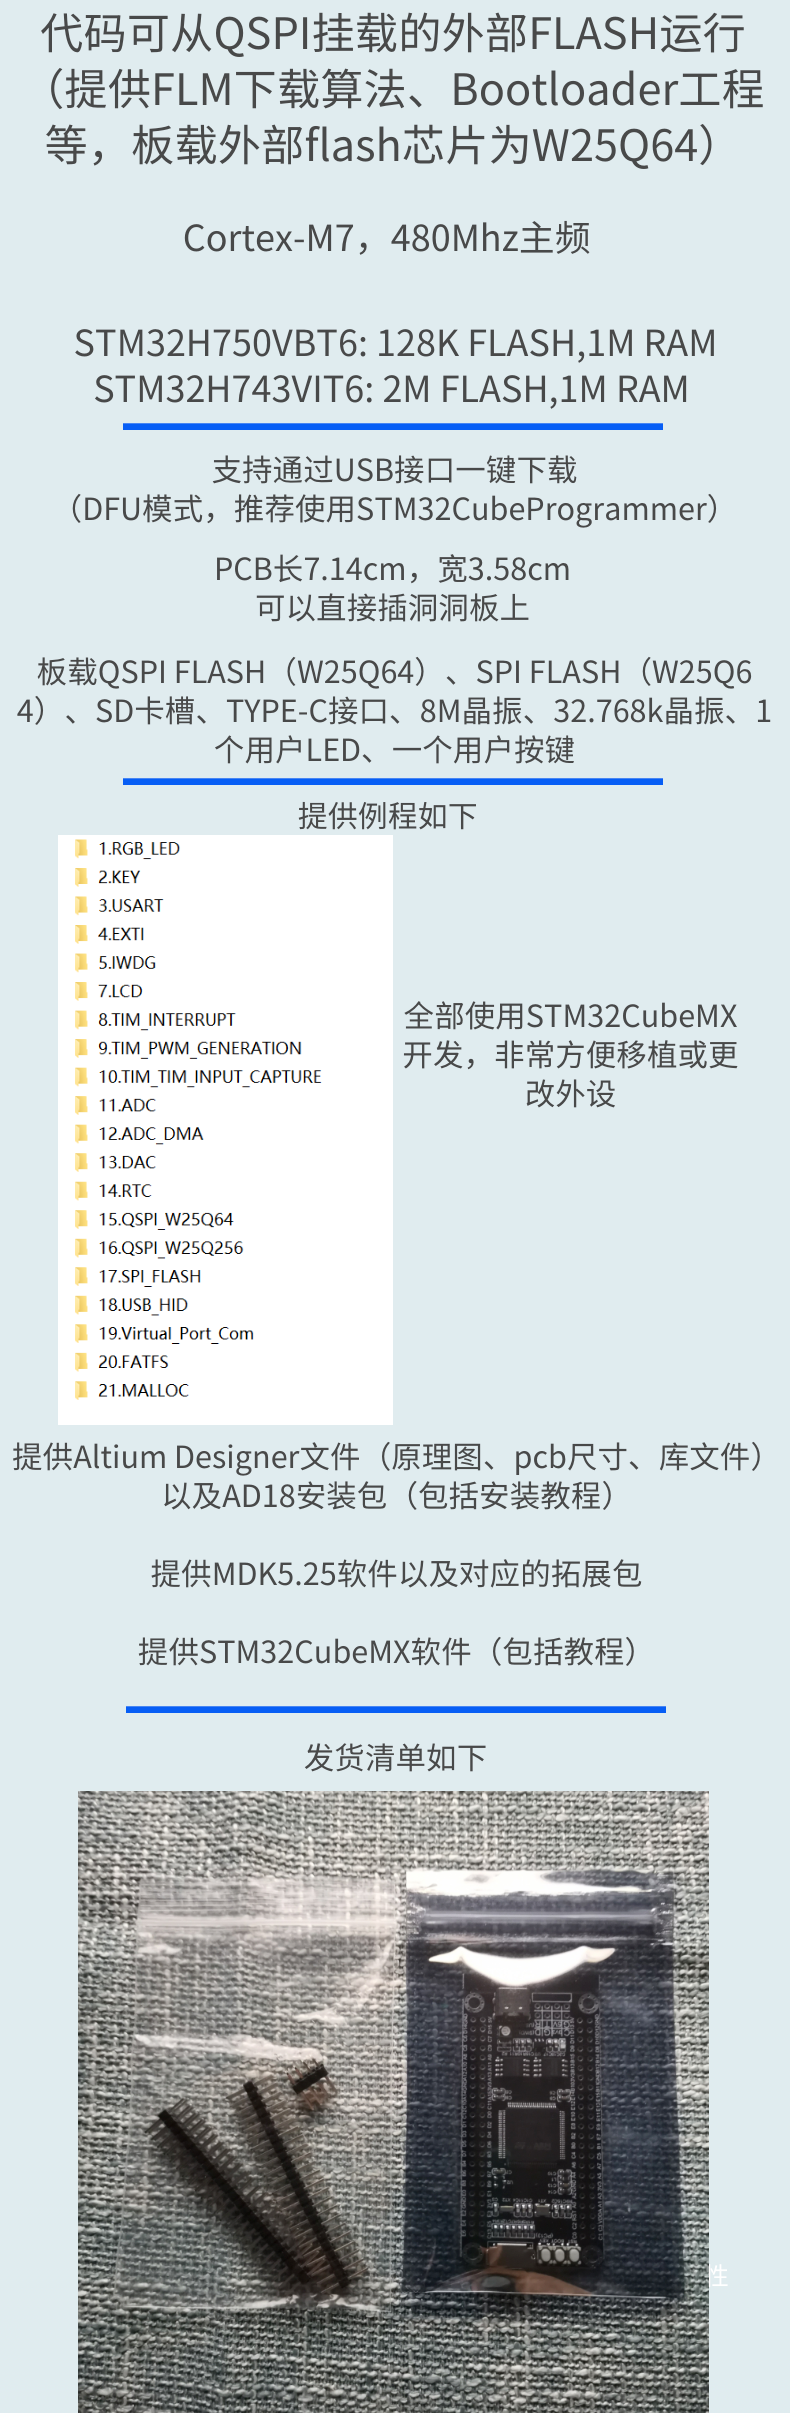 代码可从QSPI挂载的外部FLASH运行
（提供FLM下载算法、Bootloader工程
等，板载外部flash芯片为W25Q64）
Cortex-M7，480Mhz主频
STM32H750VBT6: 128K FLASH,1M RAM
STM32H743VIT6: 2M FLASH,1M RAM
支持通过USB接口一键下载
（DFU模式，推荐使用STM32CubeProgrammer）
PCB长7.14cm，宽3.58cm
可以直接插洞洞板上
板载QSPI FLASH（W25Q64）、SPI FLASH（W25Q6
4）、SD卡槽、TYPE-C接口、8M晶振、32.768k晶振、1
个用户LED、一个用户按键
提供例程如下
1.RGB_LED
2.KEY
3.USART
4.EXTI
5.IWDG
7.LCD
8.TIM_INTERRUPT
9.TIM_PWM_GENERATION
10.TIM_TIM_INPUT_CAPTURE
11.ADC
12.ADC_DMA
13.DAC
14.RTC
15.QSPI_W25Q64
16.QSPI_W25Q256
17.SPI_FLASH
18.USB_HID
19.Virtual_Port_Com
20.FATFS
21.MALLOC
全部使用STM32CubeMX
开发，非常方便移植或更
改外设
提供Altium Designer文件（原理图、pcb尺寸、库文件）
以及AD18安装包（包括安装教程）
提供MDK5.25软件以及对应的拓展包
提供STM32CubeMX软件（包括教程）
发货清单如下
性